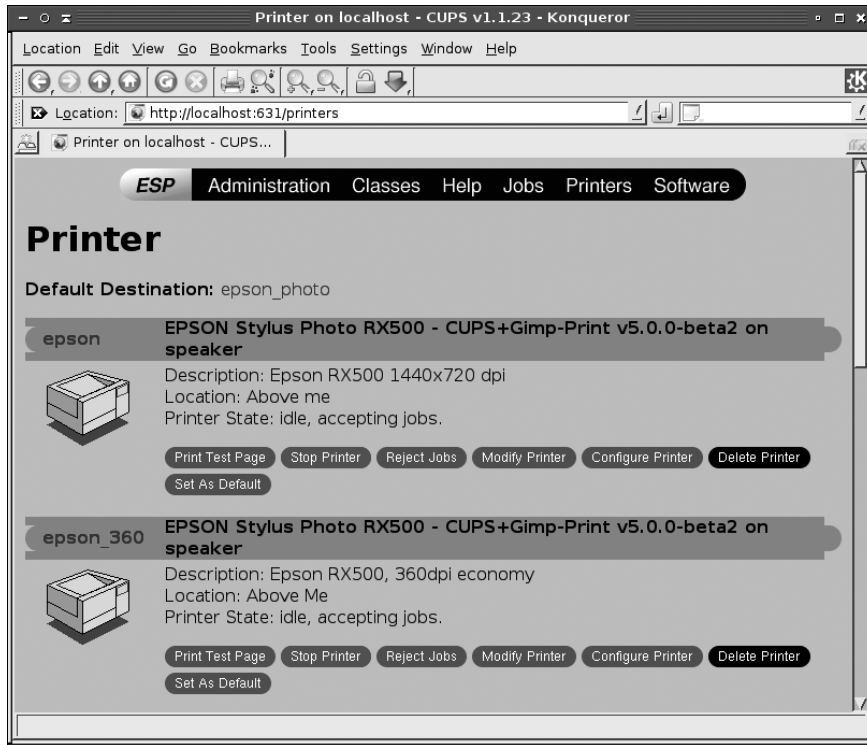 Printer on localhost - CUPS v1.1.23 - Konqueror
Location Edit View Go Bookmarks Tools Settings Window Help
Location: http://localhost:631/printers
Printer on localhost - CUPS...
ESP Administration Classes Help Jobs Printers Software
Printer
Default Destination: epson_photo
epson
EPSON Stylus Photo RX500 - CUPS+Gimp-Print v5.0.0-beta2 on
speaker
Description: Epson RX500 1440x720 dpi
Location: Above me
Printer State: idle, accepting jobs.
Print Test Page Stop Printer Reject Jobs Modify Printer Configure Printer Delete Printer
Set As Default
epson_360
EPSON Stylus Photo RX500 - CUPS+Gimp-Print v5.0.0-beta2 on
speaker
Description: Epson RX500, 360dpi economy
Location: Above Me
Printer State: idle, accepting jobs.
Print Test Page Stop Printer Reject Jobs Modify Printer Configure Printer Delete Printer
Set As Default